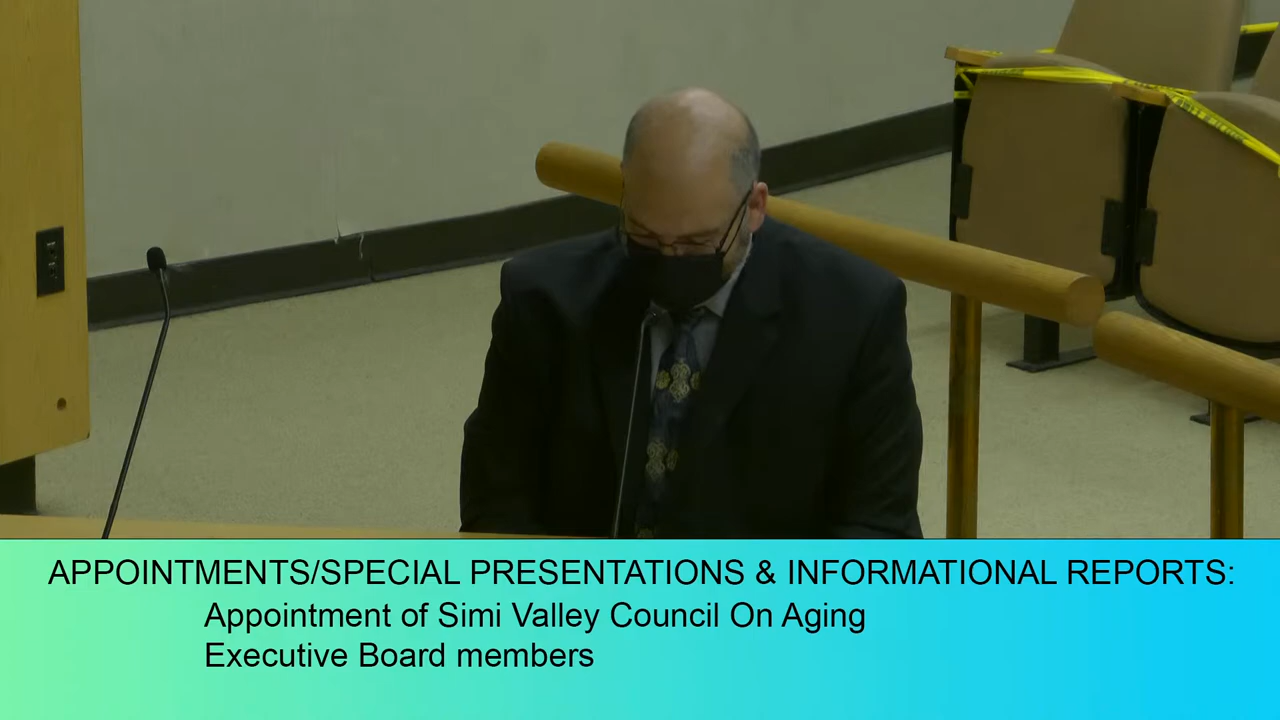 APPOINTMENTS/SPECIAL PRESENTATIONS & INFORMATIONAL REPORTS:
Appointment of Simi Valley Council On Aging
Executive Board members